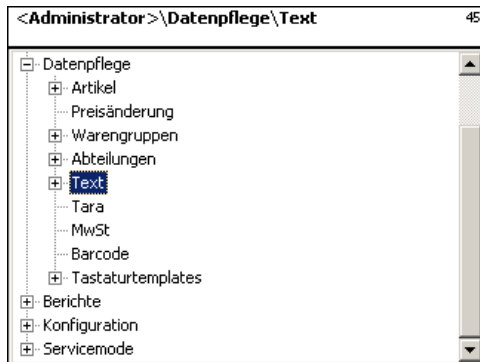 <Administrator>\Datenpflege\Text 45
Datenpflege
Artikel
Preisänderung
Warengruppen
Abteilungen
Text
Tara
MwSt
Barcode
Tastaturtemplates
Berichte
Konfiguration
Servicemode